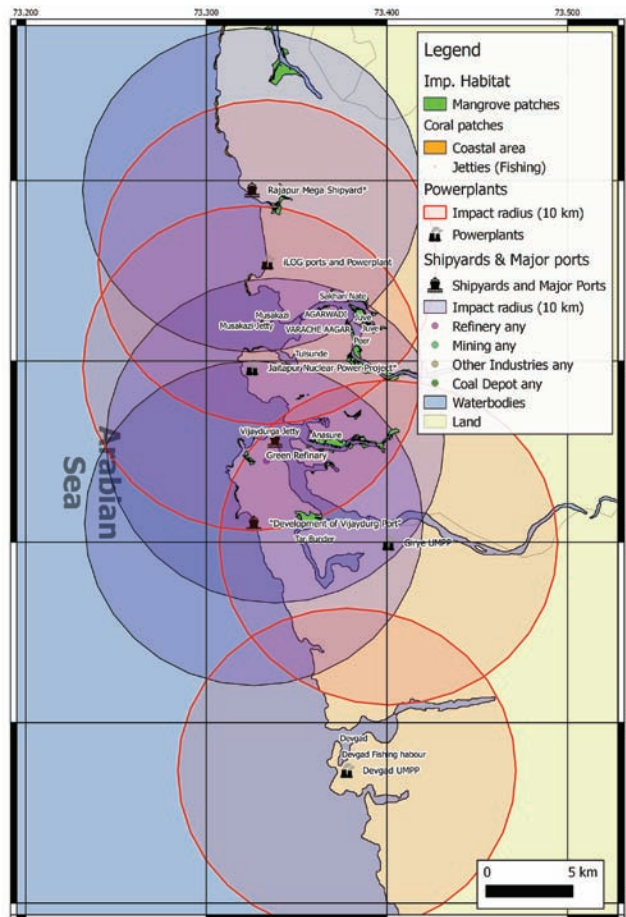 73.200
73.300
73.400
73.500
Legend
Imp. Habitat
Mangrove patches
Coral patches
Coastal area
Jetties (Fishing)
Powerplants
Impact radius (10 km)
Powerplants
Shipyards & Major ports
Shipyards and Major Ports
Impact radius (10 km)
Refinery any
Mining any
Other Industries any
Coal Depot any
Waterbodies
Land
Rajapur Mega Shipyard*
iLOG ports and Powerplant
Sakhari Nate
Musakazi
AGARWADI
Juve
Musakazi Jetty
VARACHE AAGAR
Juve
Peer
Tulsunde
Jaitapur Nuclear Power Project"
Vijaydurga Jetty
Anasure
Green Refinary
Arabian
Sea
"Development of Vijaydurg Port"
Tar Bunder
Girye UMPP
Devgad
Devgad Fishing habour
Devgad UMPP
0
5 km